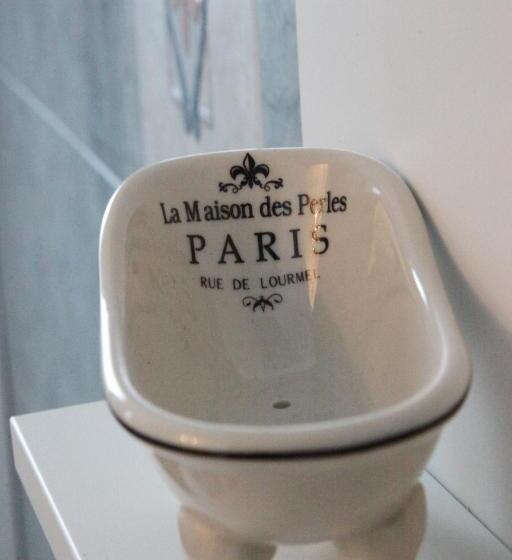 La Maison des Perles
PARIS
RUE DE LOURMEL